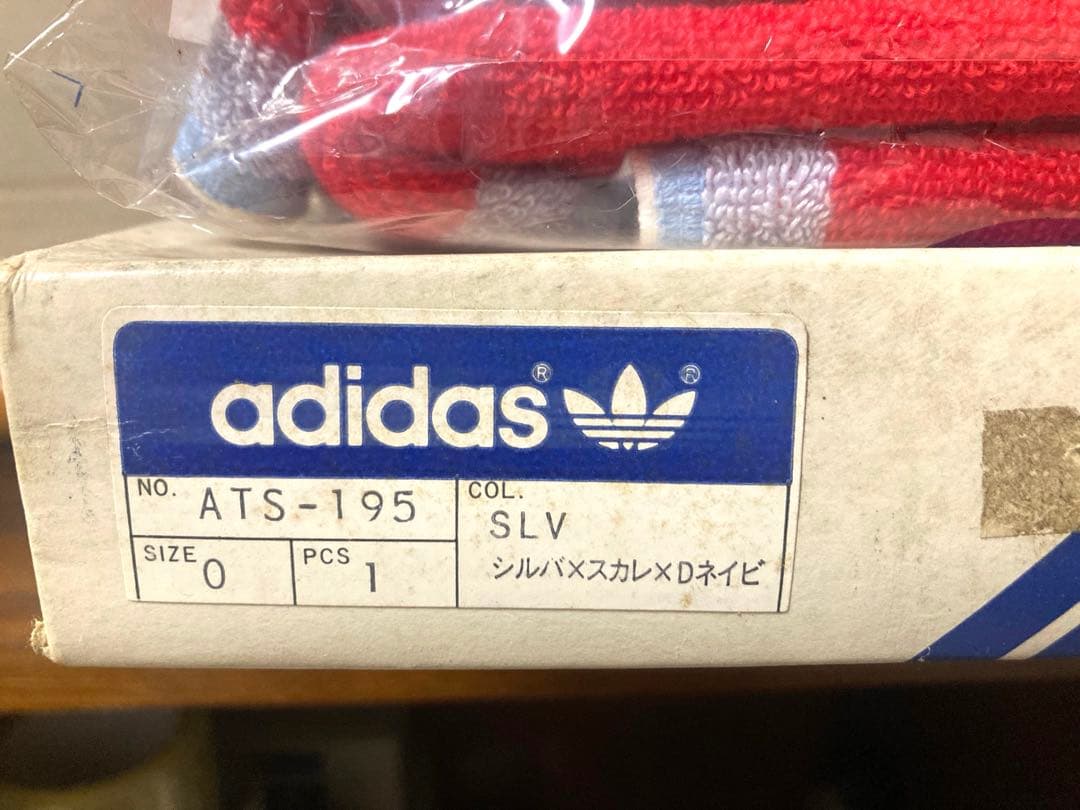 adidas® ®
NO. ATS-195
SIZE 0
PCS 1
COL.
SLV
シルバ×スカレ×Dネイビ